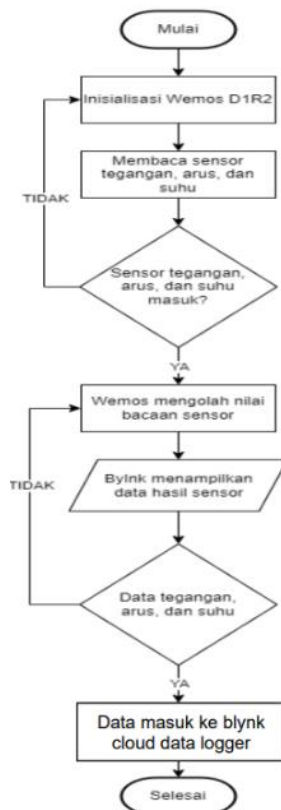 Mulai
Inisialisasi Wemos D1R2
Membaca sensor
tegangan, arus, dan
suhu
TIDAK
Sensor tegangan,
arus, dan suhu
masuk?
YA
Wemos mengolah nilai
bacaan sensor
TIDAK
Bylnk menampilkan
data hasil sensor
Data tegangan,
arus, dan suhu
YA
Data masuk ke blynk
cloud data logger
Selesai